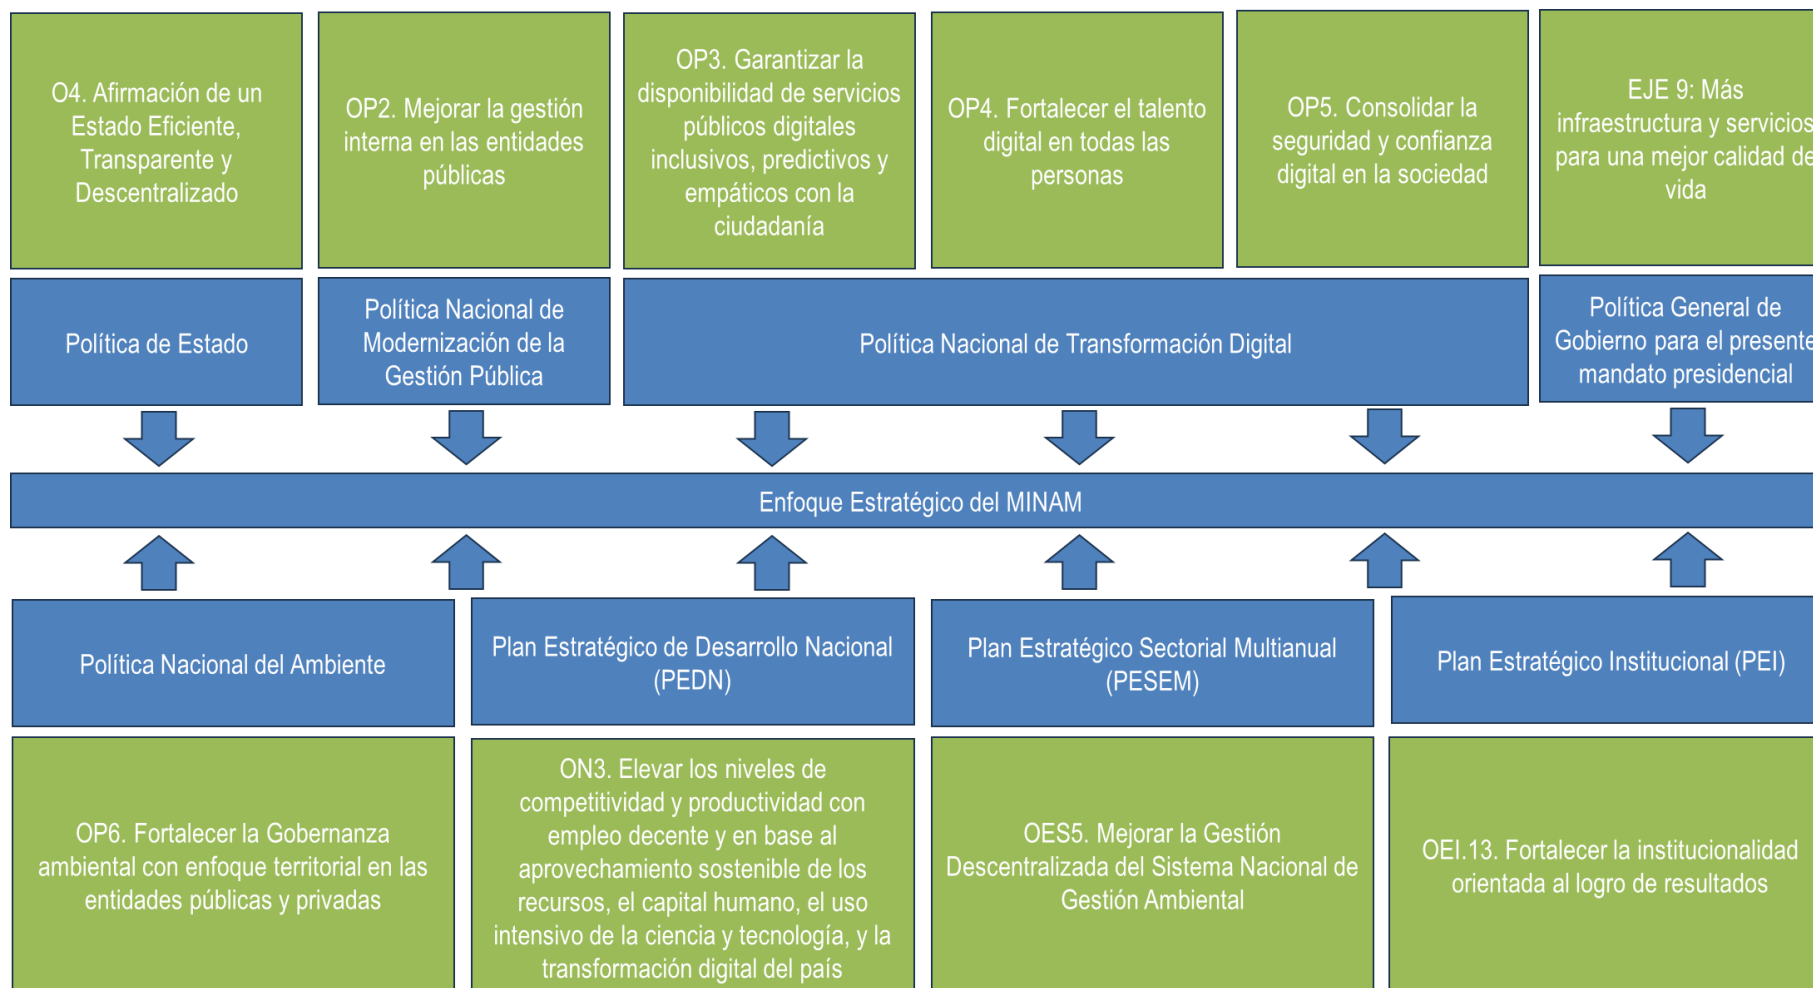 O4. Afirmación de un
Estado Eficiente,
Transparente y
Descentralizado
OP2. Mejorar la gestión
interna en las entidades
públicas
OP3. Garantizar la
disponibilidad de servicios
públicos digitales
inclusivos, predictivos y
empáticos con la
ciudadanía
OP4. Fortalecer el talento
digital en todas las
personas
OP5. Consolidar la
seguridad y confianza
digital en la sociedad
EJE 9: Más
infraestructura y servicios
para una mejor calidad de
vida
Política de Estado
Política Nacional de
Modernización de la
Gestión Pública
Política Nacional de Transformación Digital
Política General de
Gobierno para el presente
mandato presidencial
Enfoque Estratégico del MINAM
Política Nacional del Ambiente
Plan Estratégico de Desarrollo Nacional
(PEDN)
Plan Estratégico Sectorial Multianual
(PESEM)
Plan Estratégico Institucional (PEI)
OP6. Fortalecer la Gobernanza
ambiental con enfoque territorial en las
entidades públicas y privadas
ON3. Elevar los niveles de
competitividad y productividad con
empleo decente y en base al
aprovechamiento sostenible de los
recursos, el capital humano, el uso
intensivo de la ciencia y tecnología, y la
transformación digital del país
OES5. Mejorar la Gestión
Descentralizada del Sistema Nacional de
Gestión Ambiental
OEI.13. Fortalecer la institucionalidad
orientada al logro de resultados